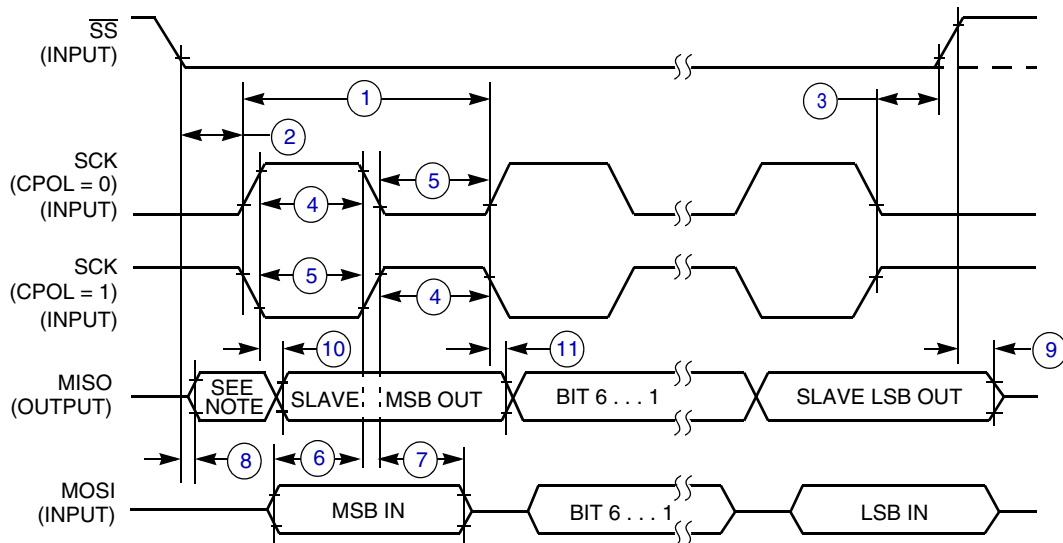 SS
(INPUT)
1
3
2
SCK
(CPOL = 0)
(INPUT)
5
4
SCK
(CPOL = 1)
(INPUT)
5
4
10
11
9
MISO
(OUTPUT)
SEE
NOTE
SLAVE
MSB OUT
BIT 6 . . . 1
SLAVE LSB OUT
8
6
7
MOSI
(INPUT)
MSB IN
BIT 6 . . . 1
LSB IN